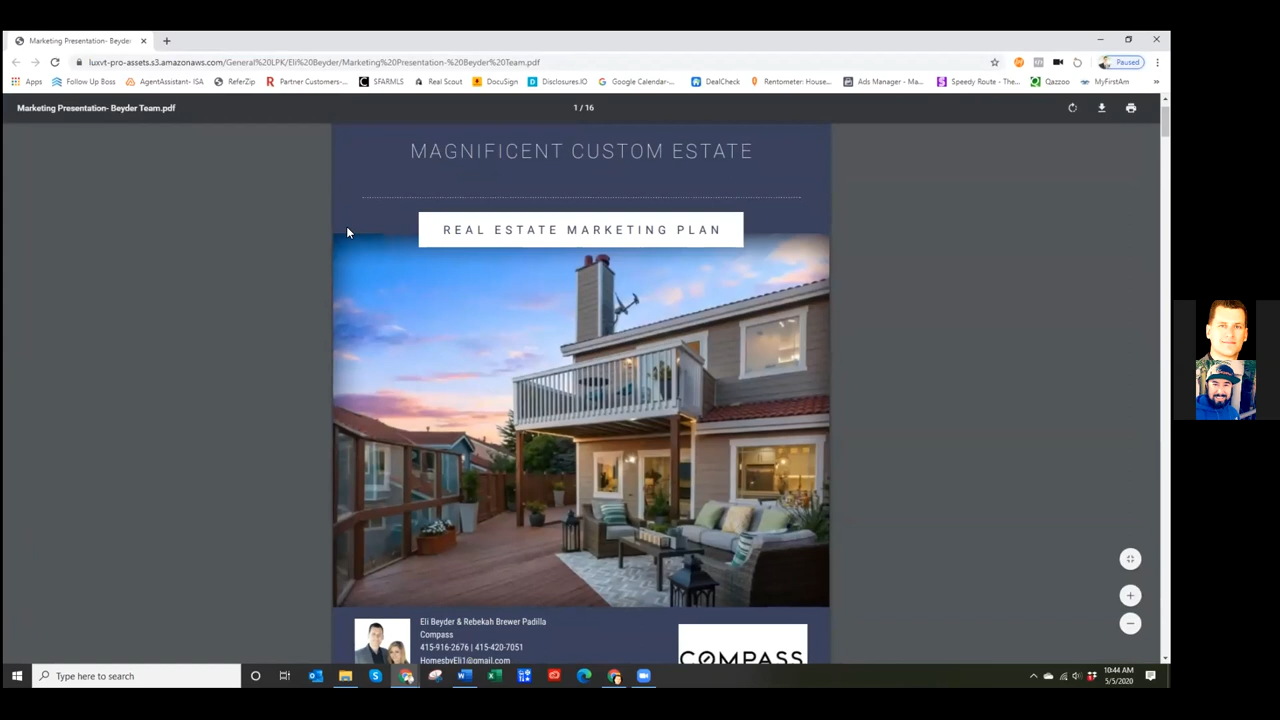 Marketing Presentation- Beyde
luxvt-pro-assets.s3.amazonaws.com/General%20LPK/Eli%20Beyder/Marketing%20Presentation-%20Beyder%20Team.pdf
Paused
Apps Follow Up Boss AgentAssistant- ISA ReferZip Partner Customers-... SFARMLS Real Scout DocuSign Disclosures.IO Google Calendar-... DealCheck Rentometer: House... Ads Manager - Ma... Speedy Route - The... Qazzoo MyFirstAm »
Marketing Presentation- Beyder Team.pdf
1 / 16
MAGNIFICENT CUSTOM ESTATE
REAL ESTATE MARKETING PLAN
Eli Beyder & Rebekah Brewer Padilla
Compass
415-916-2676 | 415-420-7051
HomesbyEli1@gmail.com
COMPASS
Type here to search
10:44 AM
5/5/2020